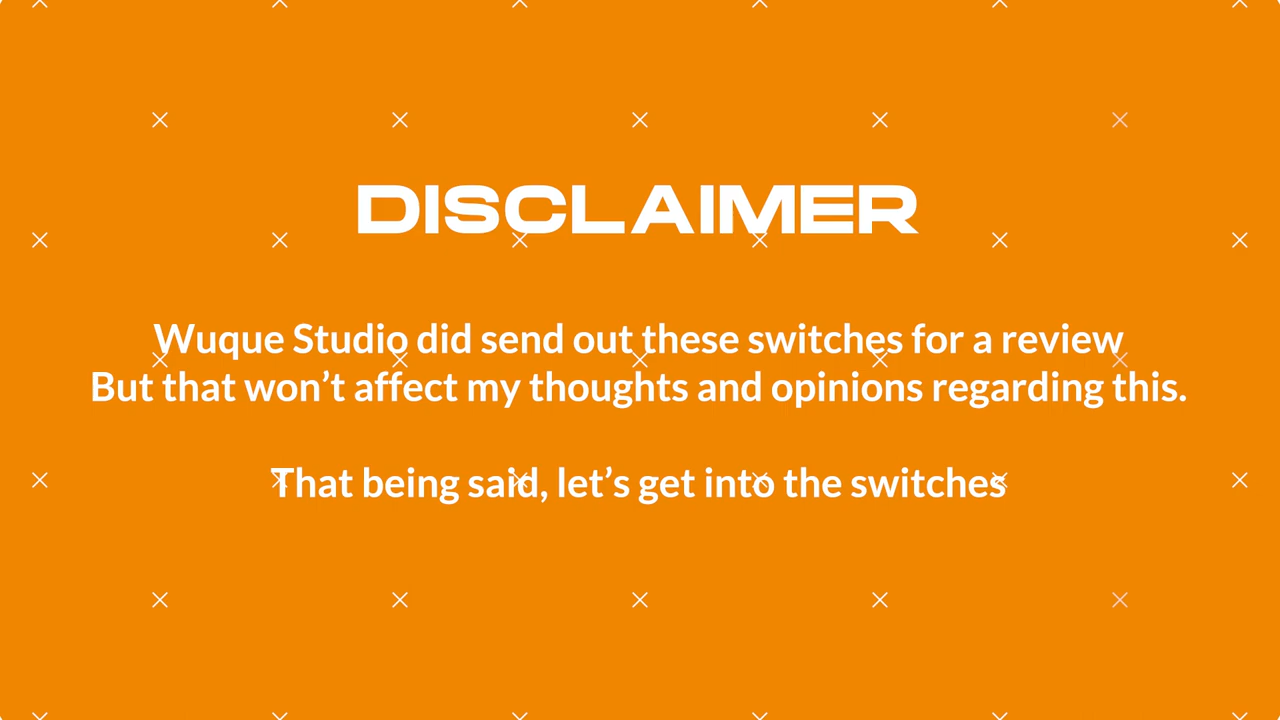 DISCLAIMER
Wuque Studio did send out these switches for a review
But that won’t affect my thoughts and opinions regarding this.
That being said, let’s get into the switches